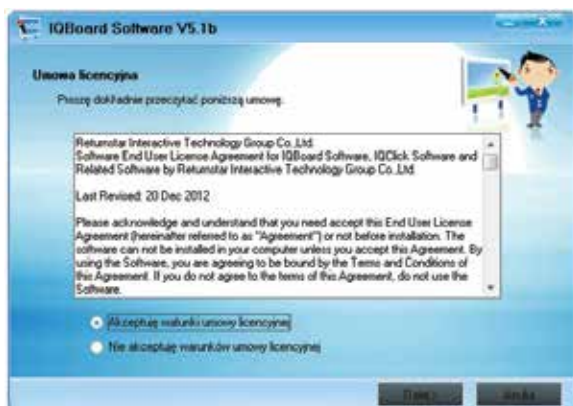 IQBoard Software V5.1b
Umowa licencyjna
Proszę dokładnie przeczytać poniższą umowę.
Returnstar Interactive Technology Group Co.,Ltd.
Software End User License Agreement for IQBoard Software, IQClick Software and
Related Software by Returnstar Interactive Technology Group Co.,Ltd.
Last Revised: 20 Dec 2012
Please acknowledge and understand that you need accept this End User License
Agreement (hereinafter referred to as "Agreement") or not before installation. The
software can not be installed in your computer unless you accept this Agreement. By
using the Software, you are agreeing to be bound by the Terms and Conditions of
this Agreement. If you do not agree to the terms of this Agreement, do not use the
Software.
Akceptuję warunki umowy licencyjnej
Nie akceptuję warunków umowy licencyjnej